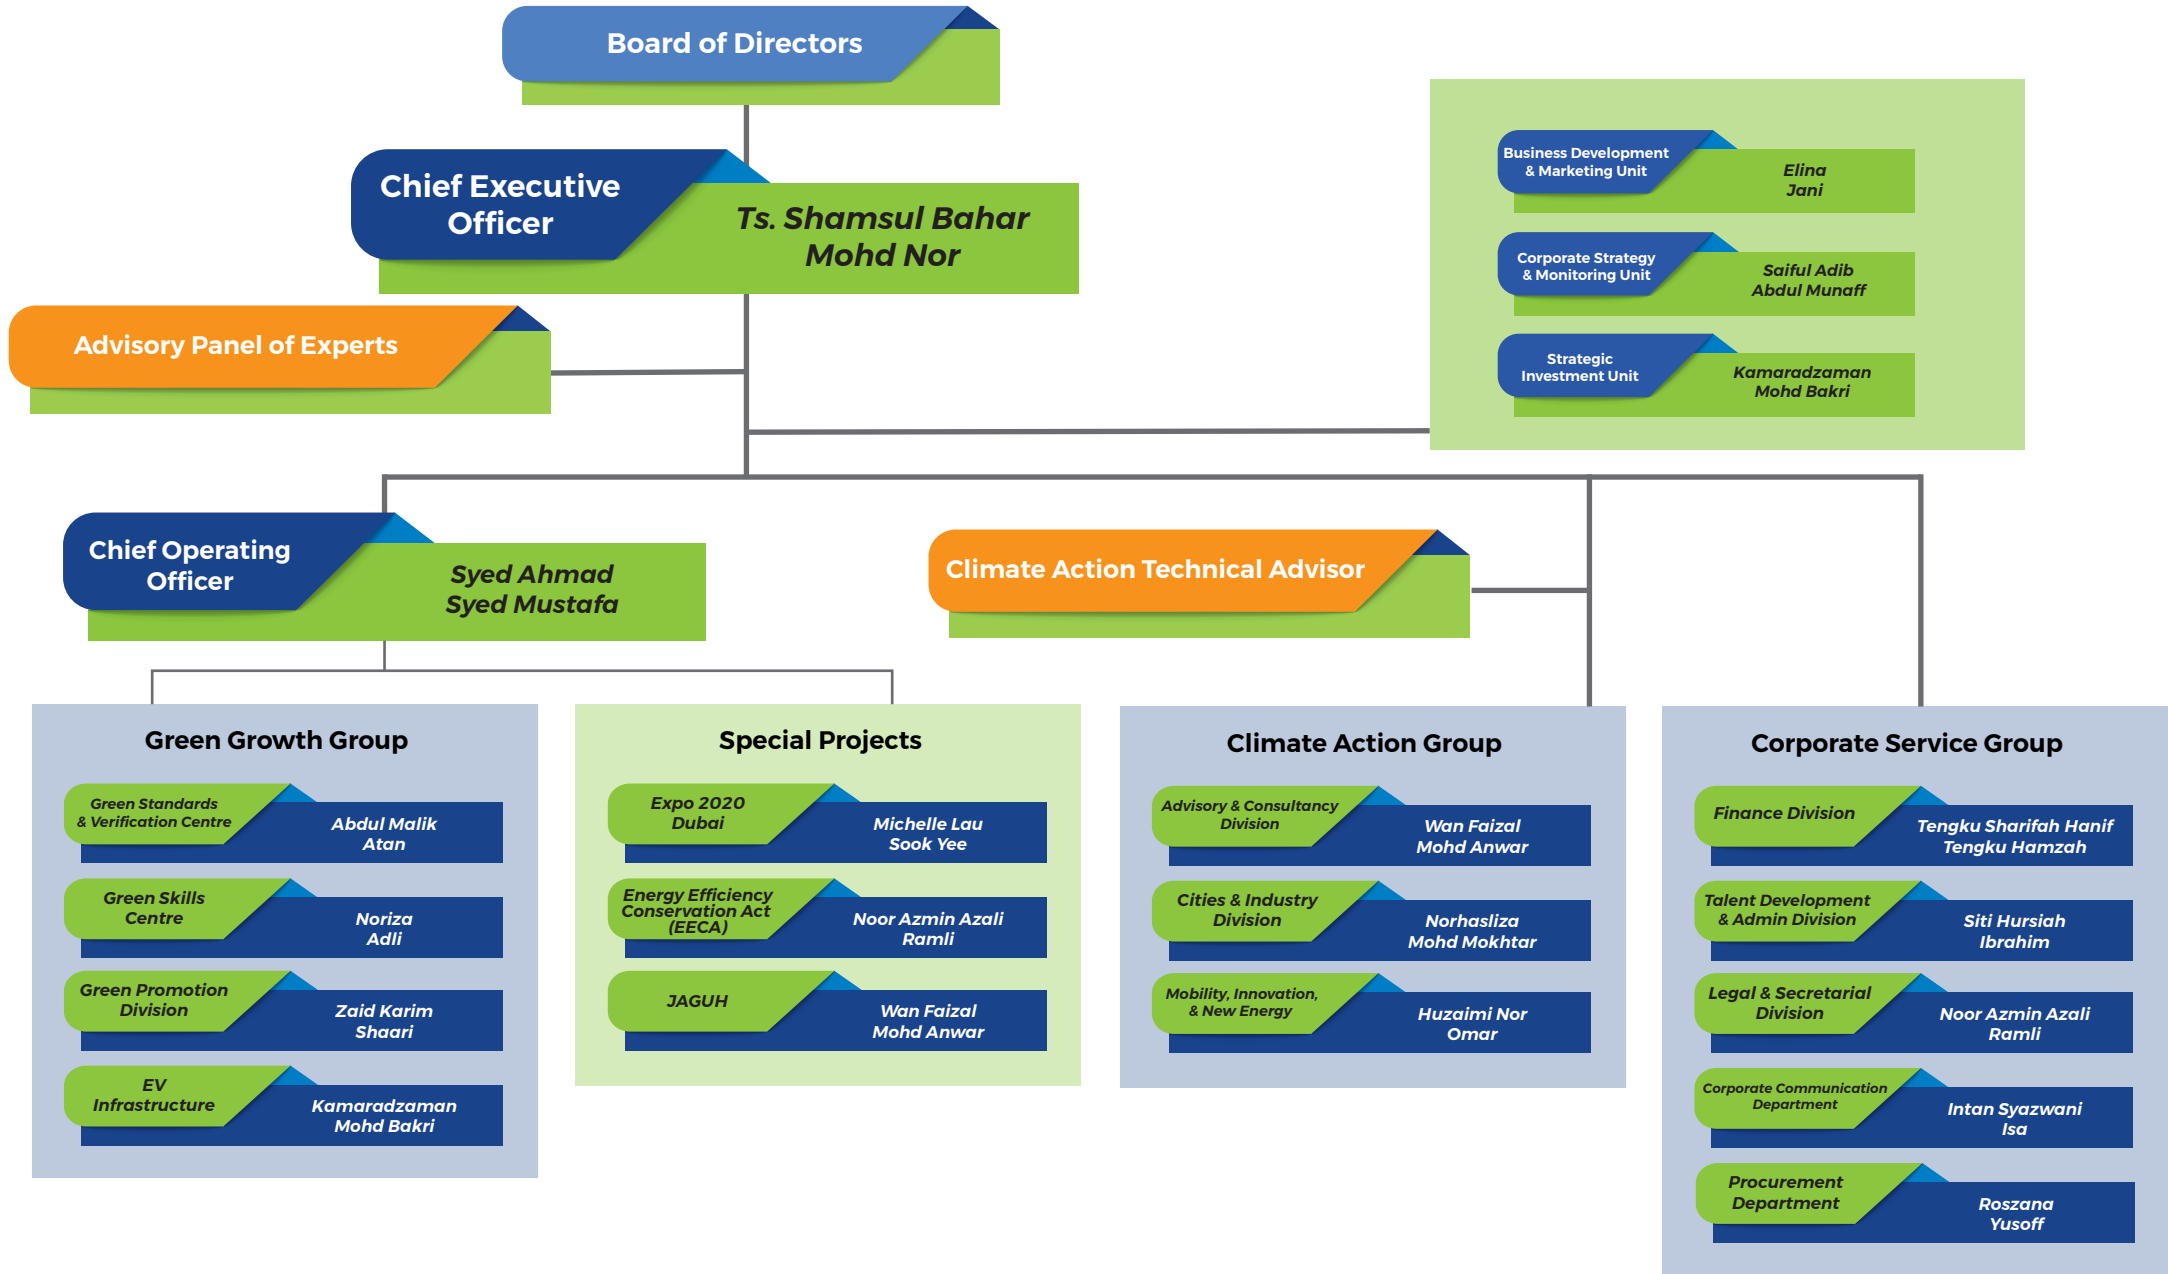 Board of Directors
Chief Executive
Officer
Ts. Shamsul Bahar
Mohd Nor
Business Development
& Marketing Unit
Elina
Jani
Corporate Strategy
& Monitoring Unit
Saiful Adib
Abdul Munaff
Strategic
Investment Unit
Kamaradzaman
Mohd Bakri
Advisory Panel of Experts
Chief Operating
Officer
Syed Ahmad
Syed Mustafa
Climate Action Technical Advisor
Green Growth Group
Green Standards
& Verification Centre
Abdul Malik
Atan
Green Skills
Centre
Noriza
Adli
Green Promotion
Division
Zaid Karim
Shaari
EV
Infrastructure
Kamaradzaman
Mohd Bakri
Special Projects
Expo 2020
Dubai
Michelle Lau
Sook Yee
Energy Efficiency
Conservation Act
(EECA)
Noor Azmin Azali
Ramli
JAGUH
Wan Faizal
Mohd Anwar
Climate Action Group
Advisory & Consultancy
Division
Wan Faizal
Mohd Anwar
Cities & Industry
Division
Norhasliza
Mohd Mokhtar
Mobility, Innovation,
& New Energy
Huzaimi Nor
Omar
Corporate Service Group
Finance Division
Tengku Sharifah Hanif
Tengku Hamzah
Talent Development
& Admin Division
Siti Hursiah
Ibrahim
Legal & Secretarial
Division
Noor Azmin Azali
Ramli
Corporate Communication
Department
Intan Syazwani
Isa
Procurement
Department
Roszana
Yusoff